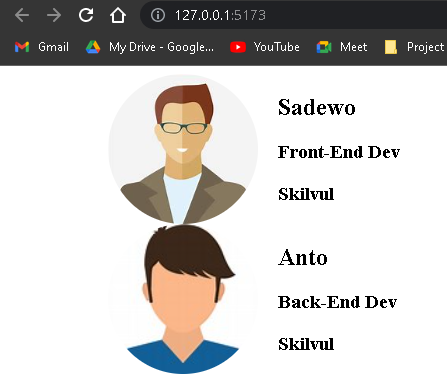 127.0.0.1:5173
Gmail My Drive - Google... YouTube Meet Project
Sadewo
Front-End Dev
Skilvul
Anto
Back-End Dev
Skilvul